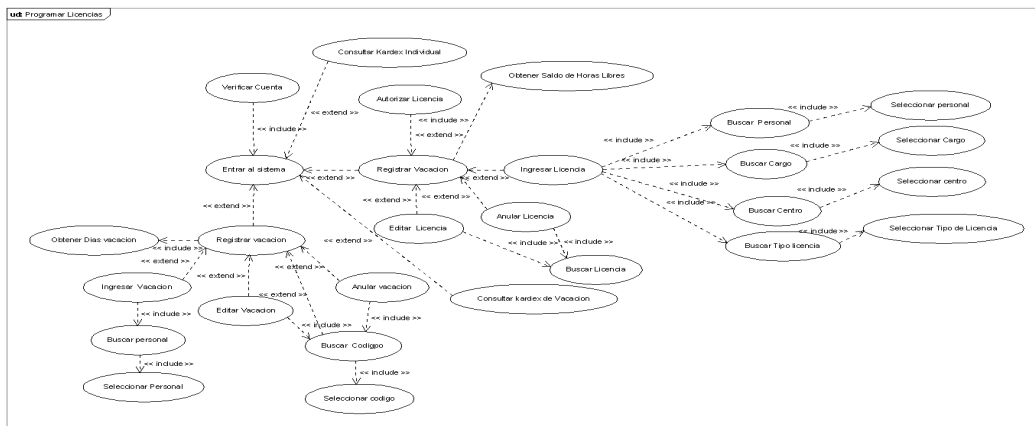 ud: Programar Licencias
Consultar Kardex Individual
Obtener Saldo de Horas Libres
Verificar Cuenta
Autorizar Licencia
<< extend >>
<< include >>
<< include >>
<< extend >>
Buscar Personal
<< include >>
Seleccionar personal
<< include >>
<< include >>
Seleccionar Cargo
Entrar al sistema
<< extend >>
Registrar Vacacion
<< extend >>
Ingresar Licencia
<< include >>
Buscar Cargo
<< include >>
<< include >>
Seleccionar centro
Buscar Centro
<< extend >>
<< extend >>
Editar Licencia
Anular Licencia
<< include >>
Buscar Tipo licencia
<< include >>
Seleccionar Tipo de Licencia
Obtener Dias vacacion
<< include >>
Registrar vacacion
<< extend >>
<< extend >>
<< include >>
<< include >>
Buscar Licencia
<< extend >>
<< extend >>
<< extend >>
Ingresar Vacacion
Anular vacacion
<< extend >>
Consultar kardex de Vacacion
Editar Vacacion
<< include >>
<< include >>
<< include >>
Buscar personal
Buscar Codigpo
<< include >>
<< include >>
Seleccionar Personal
Seleccionar codigo